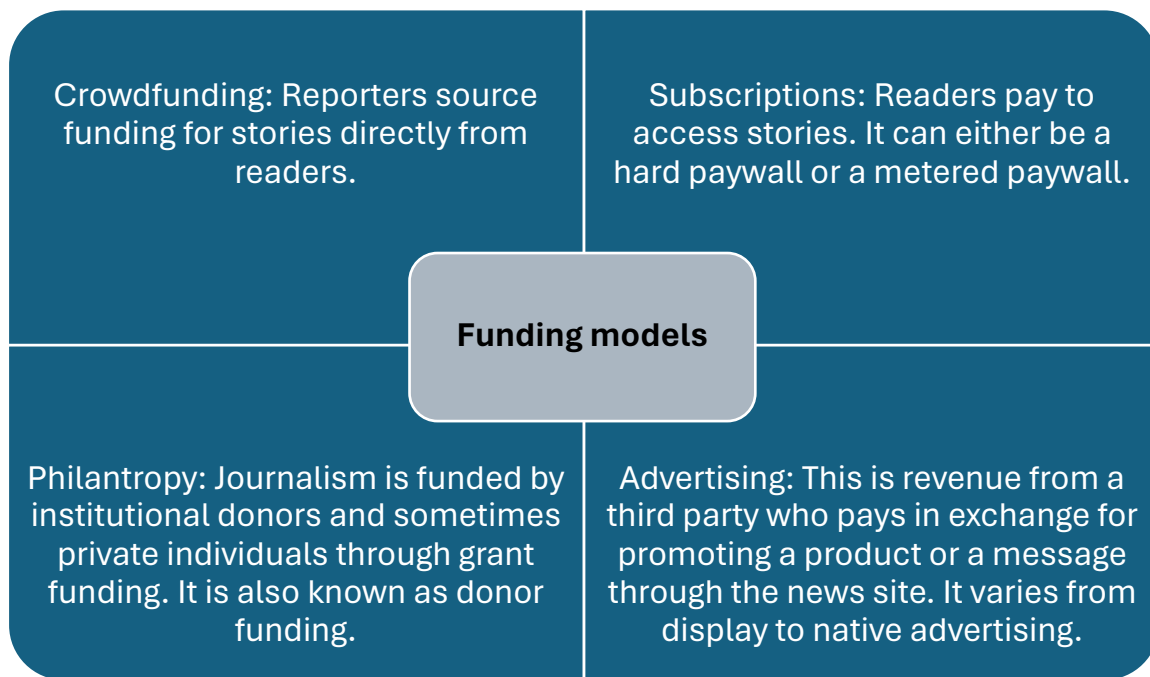 Crowdfunding: Reporters source
funding for stories directly from
readers.
Subscriptions: Readers pay to
access stories. It can either be a
hard paywall or a metered paywall.
Funding models
Philantropy: Journalism is funded by
institutional donors and sometimes
private individuals through grant
funding. It is also known as donor
funding.
Advertising: This is revenue from a
third party who pays in exchange for
promoting a product or a message
through the news site. It varies from
display to native advertising.